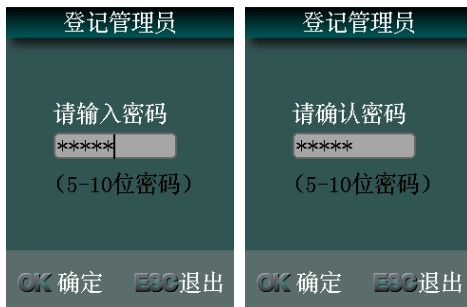 登记管理员
请输入密码
*****
(5-10位密码)
OK 确定 ESC退出
登记管理员
请确认密码
*****
(5-10位密码)
OK 确定 ESC退出